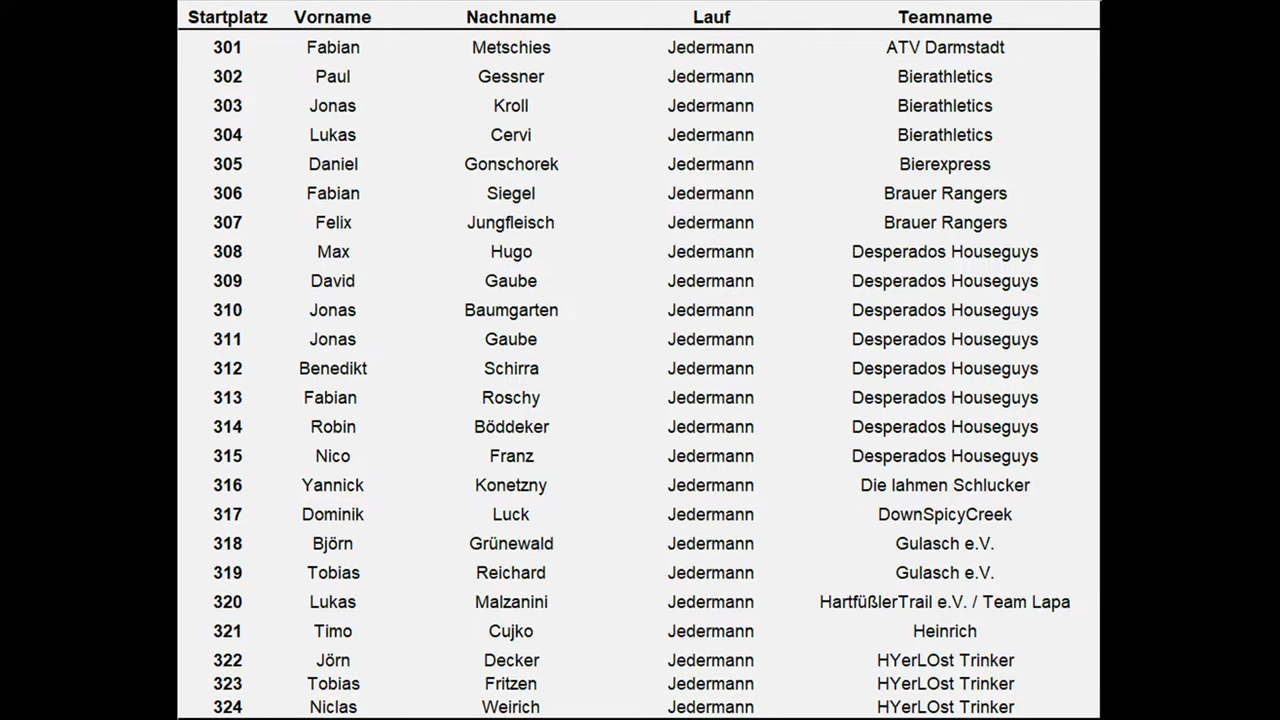 Startplatz Vorname Nachname Lauf Teamname
301 Fabian Metschies Jedermann ATV Darmstadt
302 Paul Gessner Jedermann Bierathletics
303 Jonas Kroll Jedermann Bierathletics
304 Lukas Cervi Jedermann Bierathletics
305 Daniel Gonschorek Jedermann Bierexpress
306 Fabian Siegel Jedermann Brauer Rangers
307 Felix Jungfleisch Jedermann Brauer Rangers
308 Max Hugo Jedermann Desperados Houseguys
309 David Gaube Jedermann Desperados Houseguys
310 Jonas Baumgarten Jedermann Desperados Houseguys
311 Jonas Gaube Jedermann Desperados Houseguys
312 Benedikt Schirra Jedermann Desperados Houseguys
313 Fabian Roschy Jedermann Desperados Houseguys
314 Robin Böddeker Jedermann Desperados Houseguys
315 Nico Franz Jedermann Desperados Houseguys
316 Yannick Konetzny Jedermann Die lahmen Schlucker
317 Dominik Luck Jedermann DownSpicyCreek
318 Björn Grünewald Jedermann Gulasch e.V.
319 Tobias Reichard Jedermann Gulasch e.V.
320 Lukas Malzanini Jedermann HartfüßlerTrail e.V. / Team Lapa
321 Timo Cujko Jedermann Heinrich
322 Jörn Decker Jedermann HYerLOst Trinker
323 Tobias Fritzen Jedermann HYerLOst Trinker
324 Niclas Weirich Jedermann HYerLOst Trinker